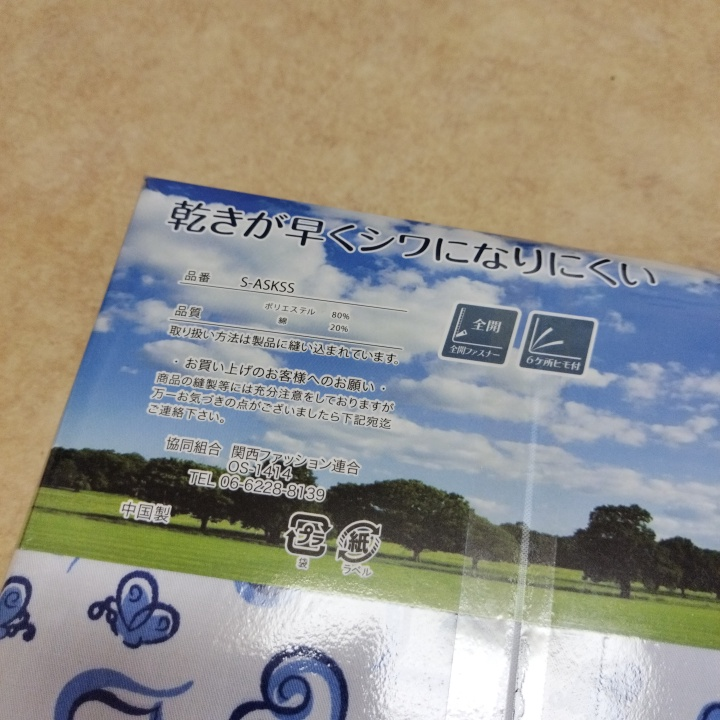 乾きが早くシワになりにくい
品番 S-ASKSS
品質 ポリエステル 80%
綿 20%
取り扱い方法は製品に縫い込まれています。
・お買い上げのお客様へのお願い・
商品の縫製等には充分注意をしておりますが
万一お気づきの点がございましたら下記宛迄
ご連絡下さい。
協同組合 関西ファッション連合
OS-1414
TEL 06-6228-8139
中国製
全開
全開ファスナー
6ケ所ヒモ付
プラ
袋
紙
ラベル